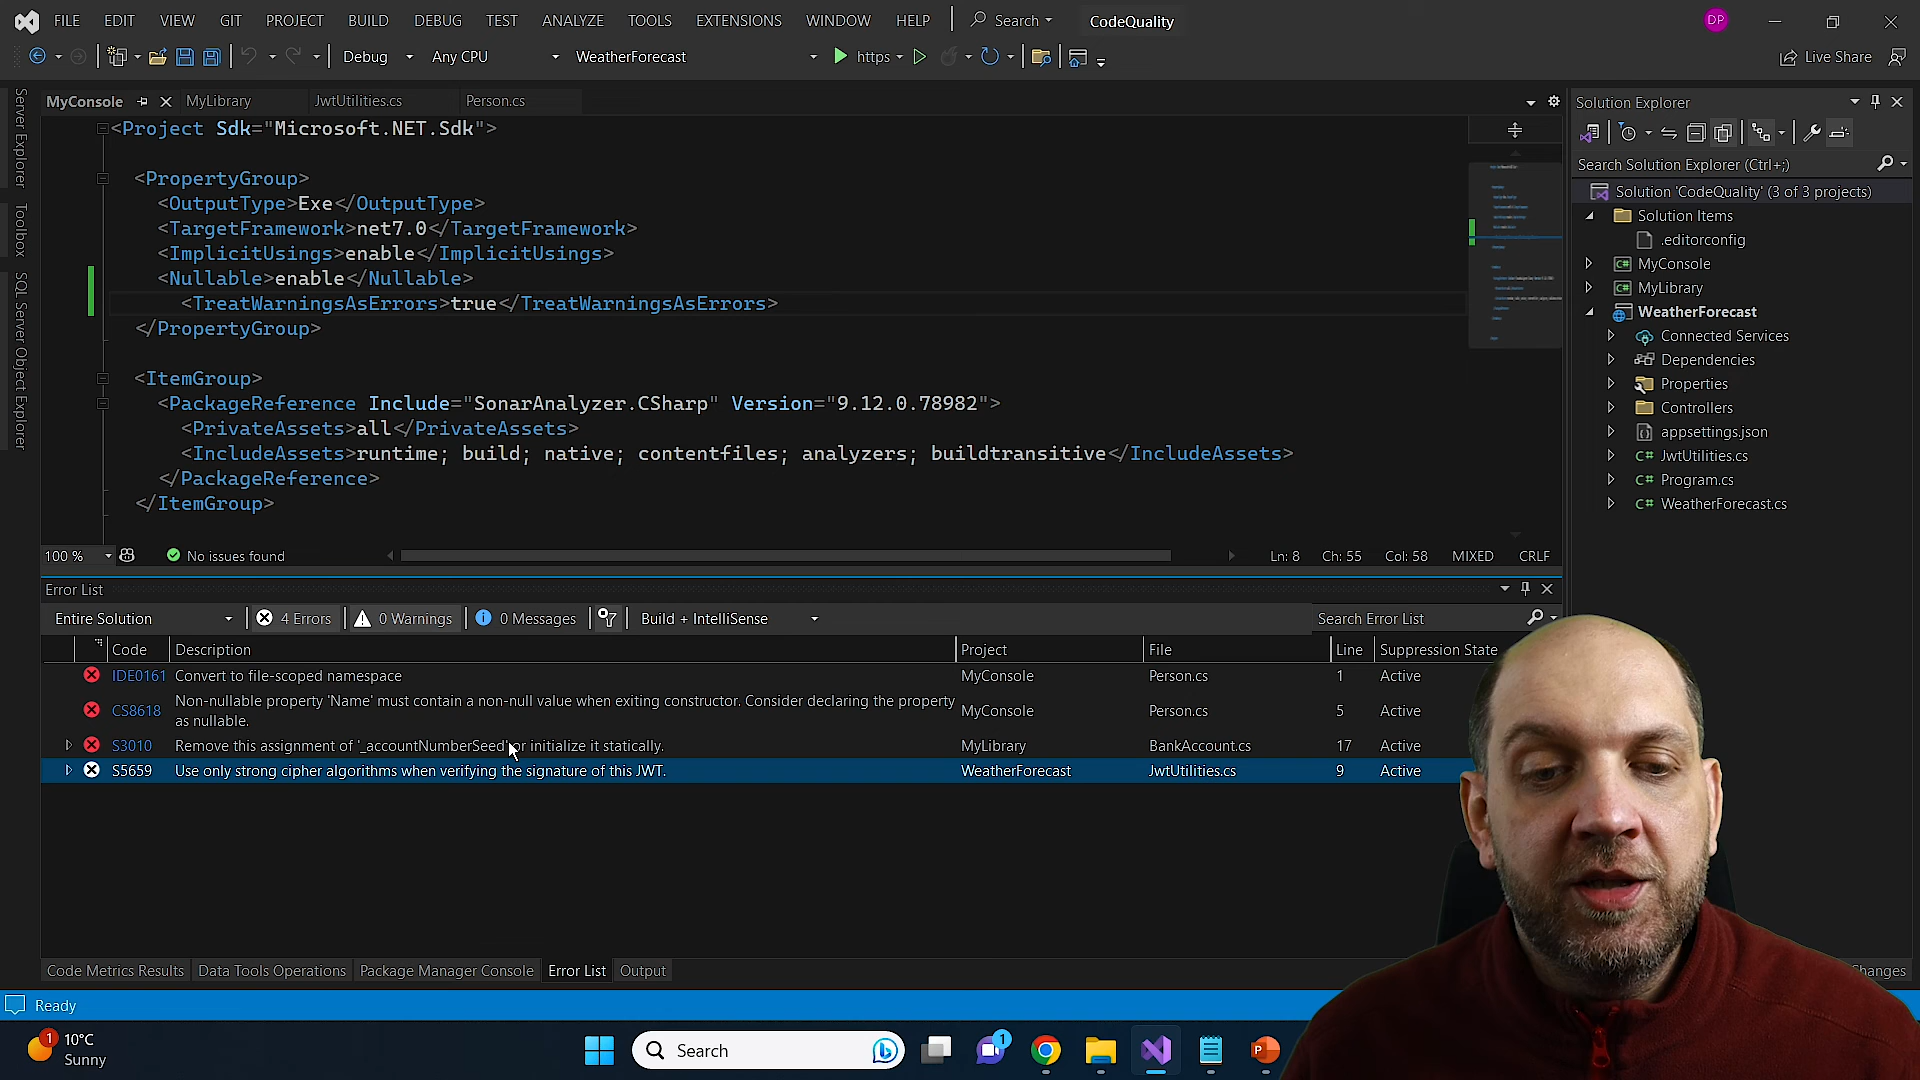 FILE EDIT VIEW GIT PROJECT BUILD DEBUG TEST ANALYZE TOOLS EXTENSIONS WINDOW HELP Search CodeQuality DP
Debug Any CPU WeatherForecast https Live Share
MyConsole MyLibrary JwtUtilities.cs Person.cs
Server Explorer
Toolbox
SQL Server Object Explorer
<Project Sdk="Microsoft.NET.Sdk">
<PropertyGroup>
<OutputType>Exe</OutputType>
<TargetFramework>net7.0</TargetFramework>
<ImplicitUsings>enable</ImplicitUsings>
<Nullable>enable</Nullable>
<TreatWarningsAsErrors>true</TreatWarningsAsErrors>
</PropertyGroup>
<ItemGroup>
<PackageReference Include="SonarAnalyzer.CSharp" Version="9.12.0.78982">
<PrivateAssets>all</PrivateAssets>
<IncludeAssets>runtime; build; native; contentfiles; analyzers; buildtransitive</IncludeAssets>
</PackageReference>
</ItemGroup>
100 % No issues found Ln: 8 Ch: 55 Col: 58 MIXED CRLF
Solution Explorer
Search Solution Explorer (Ctrl+;)
Solution 'CodeQuality' (3 of 3 projects)
Solution Items
.editorconfig
C# MyConsole
C# MyLibrary
WeatherForecast
Connected Services
Dependencies
Properties
Controllers
appsettings.json
C# JwtUtilities.cs
C# Program.cs
C# WeatherForecast.cs
Error List
Entire Solution 4 Errors 0 Warnings 0 Messages Build + IntelliSense Search Error List
Code Description Project File Line Suppression State
IDE0161 Convert to file-scoped namespace MyConsole Person.cs 1 Active
CS8618 Non-nullable property 'Name' must contain a non-null value when exiting constructor. Consider declaring the property as nullable. MyConsole Person.cs 5 Active
S3010 Remove this assignment of '_accountNumberSeed' or initialize it statically. MyLibrary BankAccount.cs 17 Active
S5659 Use only strong cipher algorithms when verifying the signature of this JWT. WeatherForecast JwtUtilities.cs 9 Active
Code Metrics Results Data Tools Operations Package Manager Console Error List Output Changes
Ready
1 10°C
Sunny
Search
1